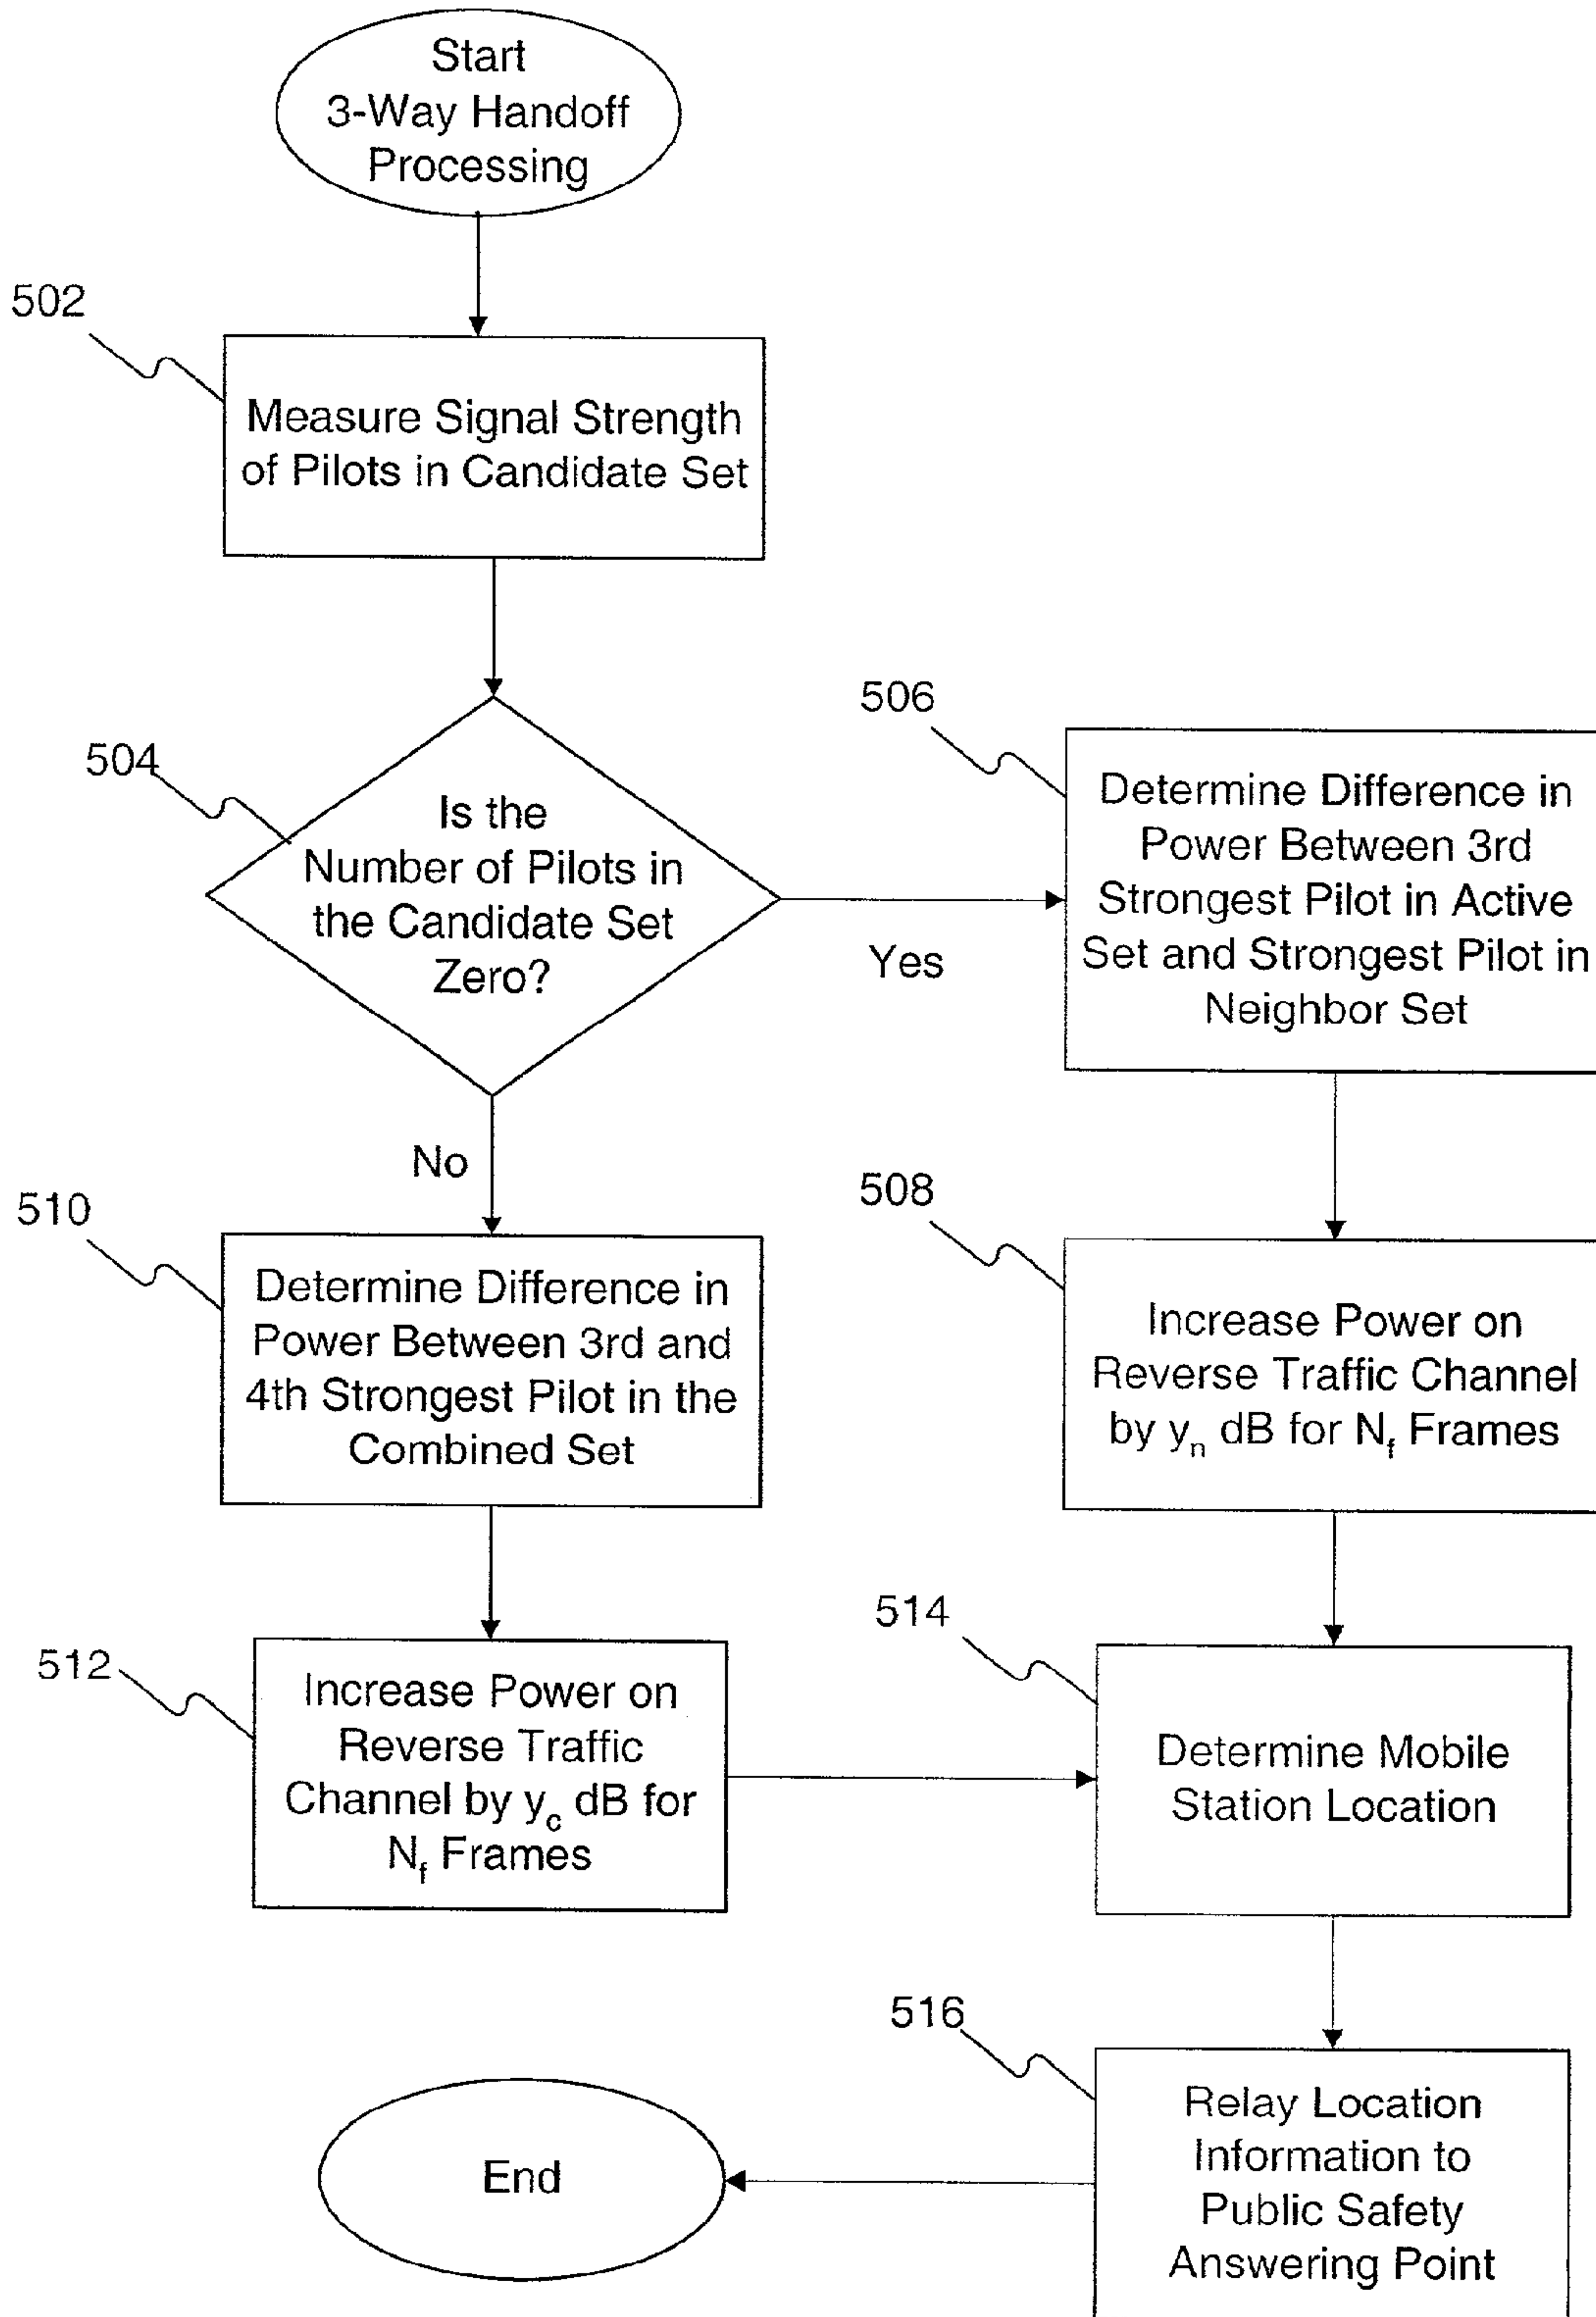 Start
3-Way Handoff
Processing
502
Measure Signal Strength
of Pilots in Candidate Set
504
Is the
Number of Pilots in
the Candidate Set
Zero?
Yes
No
506
Determine Difference in
Power Between 3rd
Strongest Pilot in Active
Set and Strongest Pilot in
Neighbor Set
508
Increase Power on
Reverse Traffic Channel
by yn dB for Nf Frames
510
Determine Difference in
Power Between 3rd and
4th Strongest Pilot in the
Combined Set
512
Increase Power on
Reverse Traffic
Channel by yc dB for
Nf Frames
514
Determine Mobile
Station Location
516
Relay Location
Information to
Public Safety
Answering Point
End